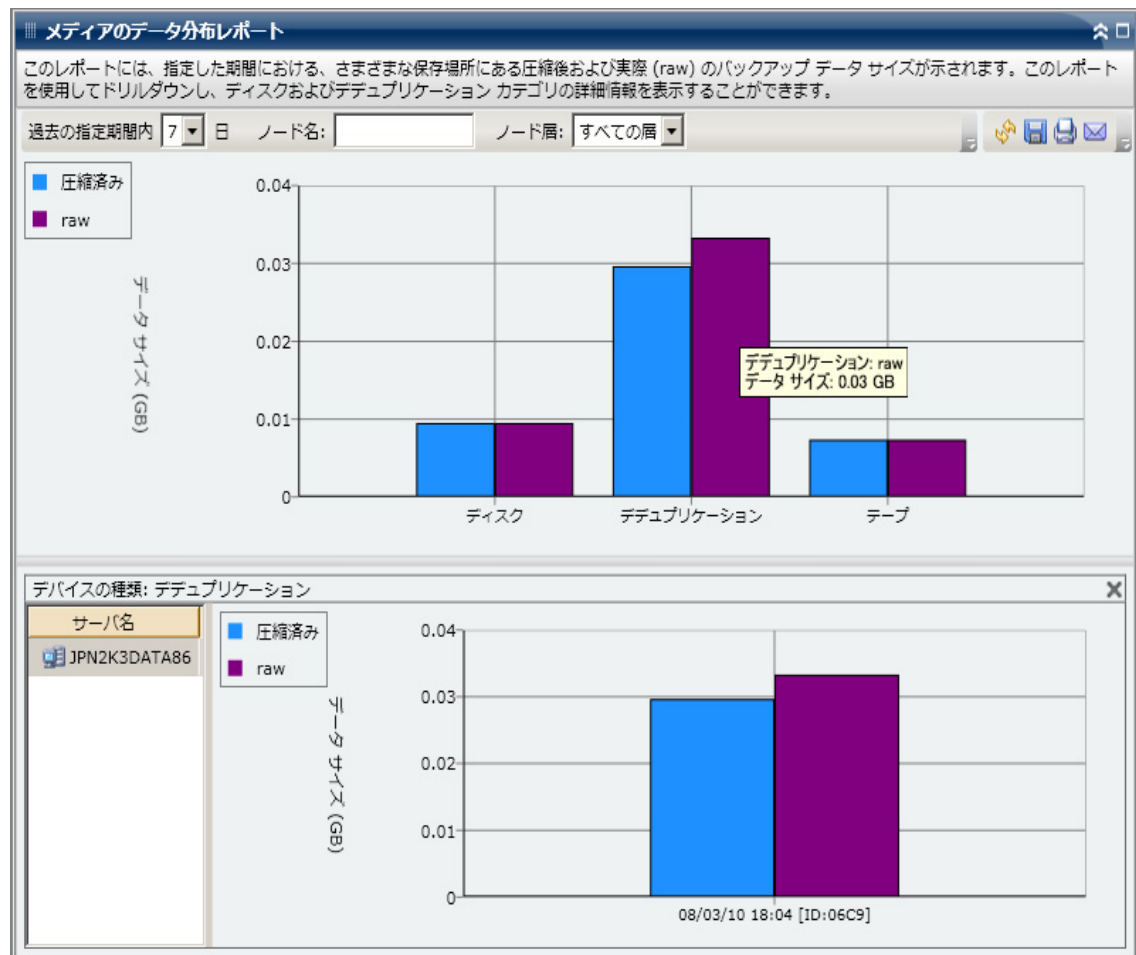 メディアのデータ分布レポート
このレポートには、指定した期間における、さまざまな保存場所にある圧縮後および実際 (raw) のバックアップ データ サイズが示されます。このレポート
を使用してドリルダウンし、ディスクおよびデデュプリケーション カテゴリの詳細情報を表示することができます。
過去の指定期間内 7 日 ノード名: ノード層: すべての層
圧縮済み
raw
データ サイズ (GB)
0.04
0.03
0.02
0.01
0
デデュプリケーション: raw
データ サイズ: 0.03 GB
ディスク デデュプリケーション テープ
デバイスの種類: デデュプリケーション
サーバ名
JPN2K3DATA86
圧縮済み
raw
データ サイズ (GB)
0.04
0.03
0.02
0.01
0
08/03/10 18:04 [ID:06C9]